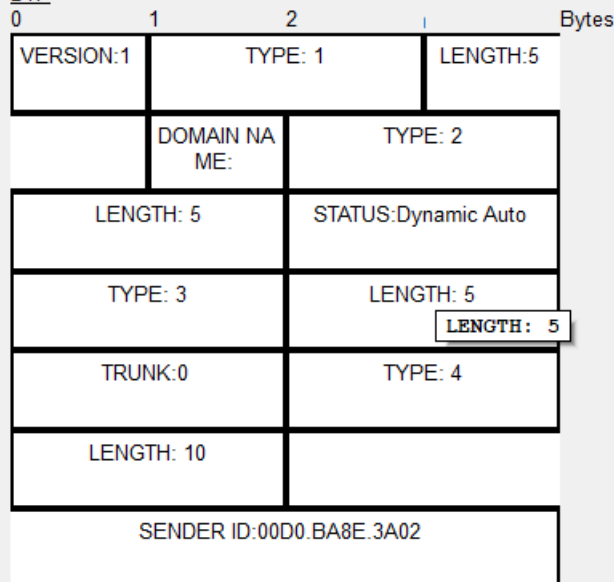 0 1 2 Bytes
VERSION:1 TYPE: 1 LENGTH:5
DOMAIN NA
ME:
TYPE: 2
LENGTH: 5 STATUS:Dynamic Auto
TYPE: 3 LENGTH: 5
LENGTH: 5
TRUNK:0 TYPE: 4
LENGTH: 10
SENDER ID:00D0.BA8E.3A02